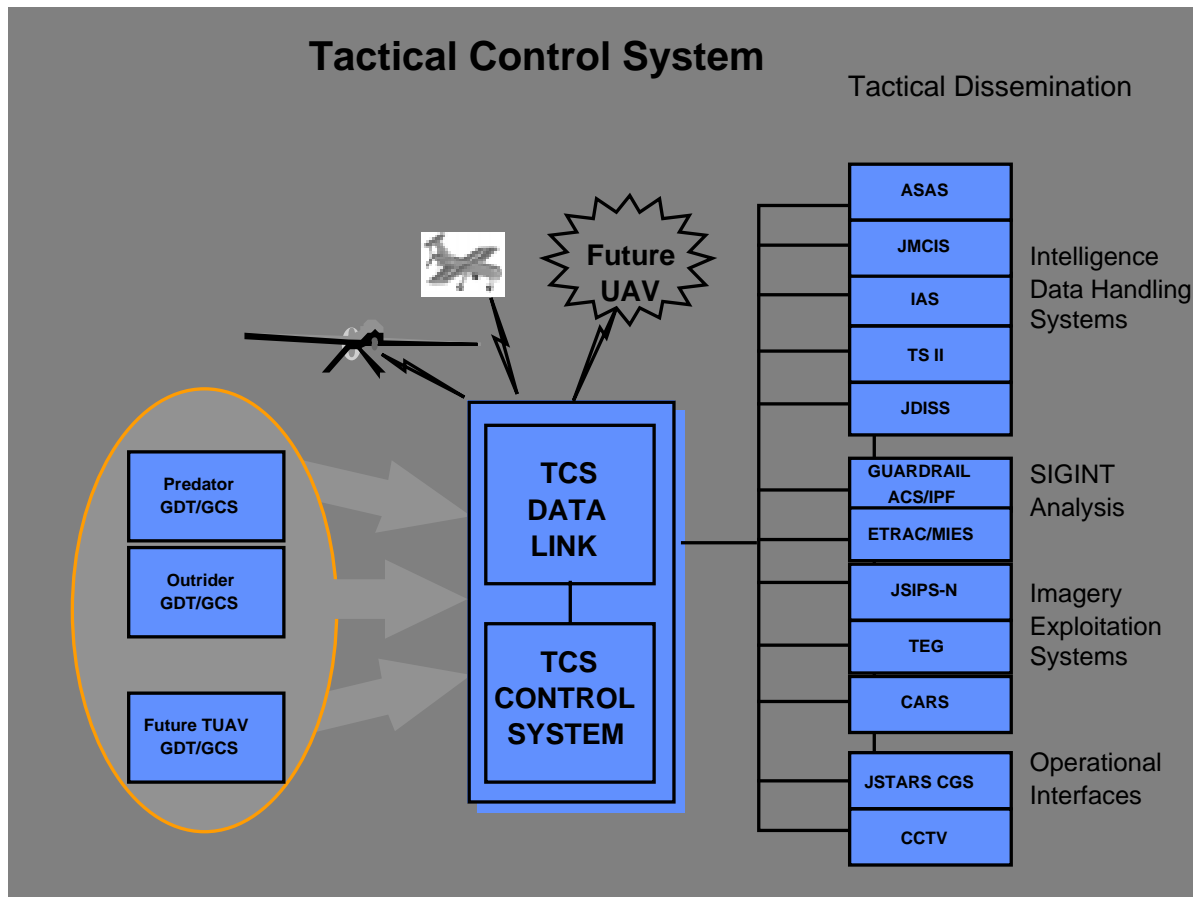 Tactical Control System
Tactical Dissemination
Future
UAV
Predator
GDT/GCS
Outrider
GDT/GCS
Future TUAV
GDT/GCS
TCS
DATA
LINK
TCS
CONTROL
SYSTEM
ASAS
JMCIS
IAS
TS II
JDISS
Intelligence
Data Handling
Systems
GUARDRAIL
ACS/IPF
ETRAC/MIES
SIGINT
Analysis
JSIPS-N
TEG
CARS
Imagery
Exploitation
Systems
JSTARS CGS
CCTV
Operational
Interfaces